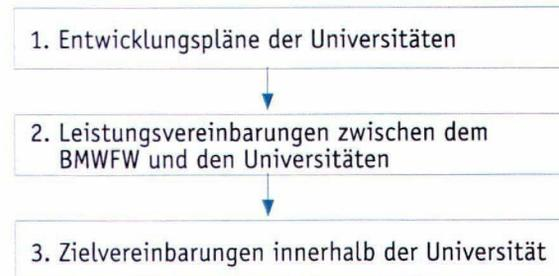 1. Entwicklungspläne der Universitäten
2. Leistungsvereinbarungen zwischen dem
BMWFW und den Universitäten
3. Zielvereinbarungen innerhalb der Universität